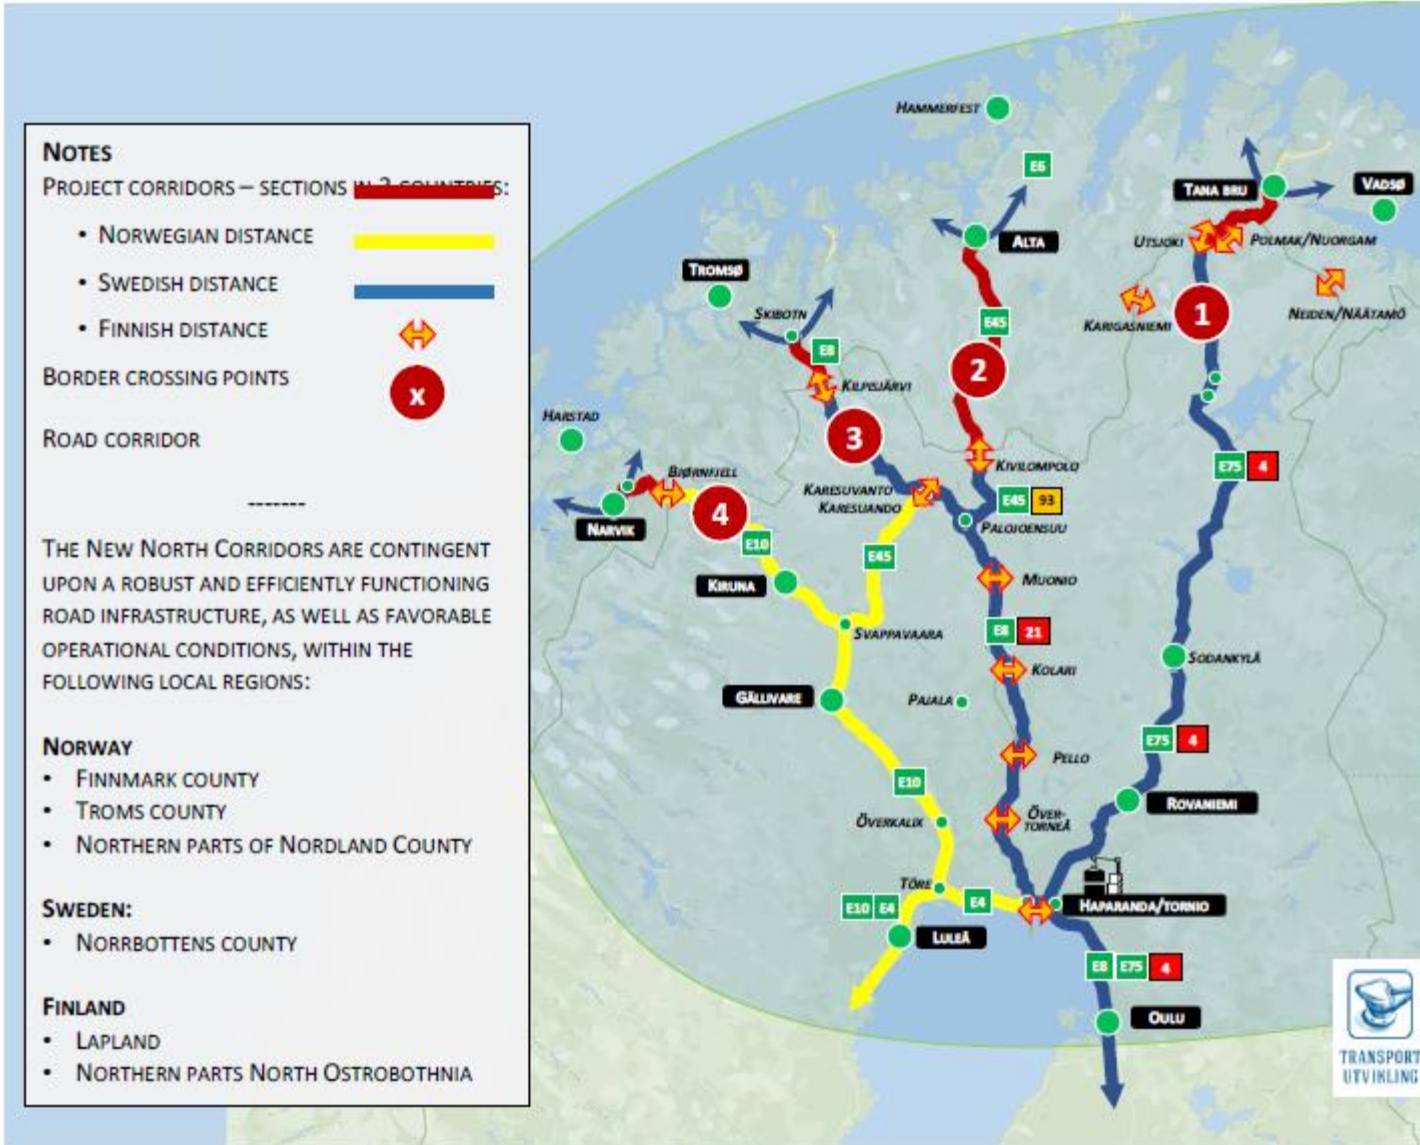 NOTES
PROJECT CORRIDORS – SECTIONS IN 3 COUNTRIES:
• NORWEGIAN DISTANCE
• SWEDISH DISTANCE
• FINNISH DISTANCE
BORDER CROSSING POINTS
x
ROAD CORRIDOR
-------
THE NEW NORTH CORRIDORS ARE CONTINGENT
UPON A ROBUST AND EFFICIENTLY FUNCTIONING
ROAD INFRASTRUCTURE, AS WELL AS FAVORABLE
OPERATIONAL CONDITIONS, WITHIN THE
FOLLOWING LOCAL REGIONS:
NORWAY
• FINNMARK COUNTY
• TROMS COUNTY
• NORTHERN PARTS OF NORDLAND COUNTY
SWEDEN:
• NORRBOTTENS COUNTY
FINLAND
• LAPLAND
• NORTHERN PARTS NORTH OSTROBOTHNIA
HAMMERFEST
E6
TANA BRU
VADSØ
ALTA
UTSJOKI
POLMAK/NUORGAM
TROMSØ
SKIBOTN
E45
KARIGASNIEMI
1
NEIDEN/NÄÄTAMÖ
E8
2
KILPISJÄRVI
HARSTAD
3
BJØRNFJELL
KIVILOMPOLO
E75 4
KARESUVANTO
KARESUANDO
E45 93
4
NARVIK
PALOJOENSUU
E10
E45
KIRUNA
MUONIO
SVAPPAVAARA
E8 21
SODANKYLÄ
KOLARI
GÄLLIVARE
PAJALA
E75 4
PELLO
E10
ROVANIEMI
ÖVERKALIX
ÖVER-
TORNEÅ
TÖRE
E10 E4
E4
HAPARANDA/TORNIO
LULEÅ
E8 E75 4
OULU
TRANSPORT
UTVIKLING